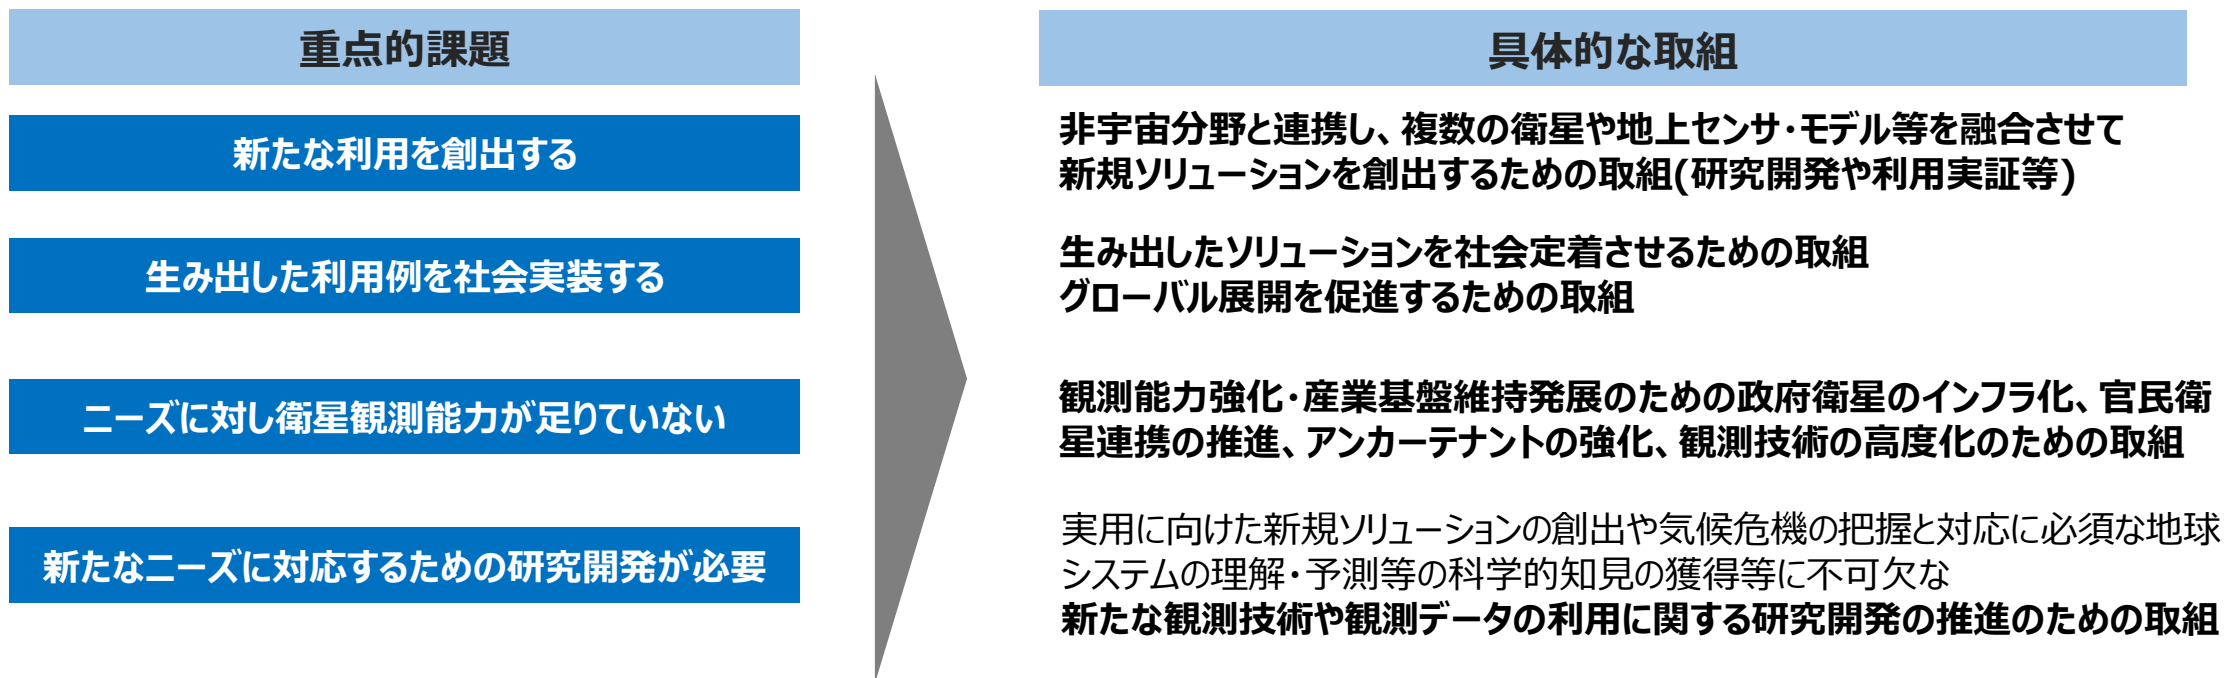 重点的課題
具体的な取組
新たな利用を創出する
非宇宙分野と連携し、複数の衛星や地上センサ・モデル等を融合させて
新規ソリューションを創出するための取組(研究開発や利用実証等)
生み出した利用例を社会実装する
生み出したソリューションを社会定着させるための取組
グローバル展開を促進するための取組
ニーズに対し衛星観測能力が足りていない
観測能力強化・産業基盤維持発展のための政府衛星のインフラ化、官民衛
星連携の推進、アンカーテナントの強化、観測技術の高度化のための取組
新たなニーズに対応するための研究開発が必要
実用に向けた新規ソリューションの創出や気候危機の把握と対応に必須な地球
システムの理解・予測等の科学的知見の獲得等に不可欠な
新たな観測技術や観測データの利用に関する研究開発の推進のための取組